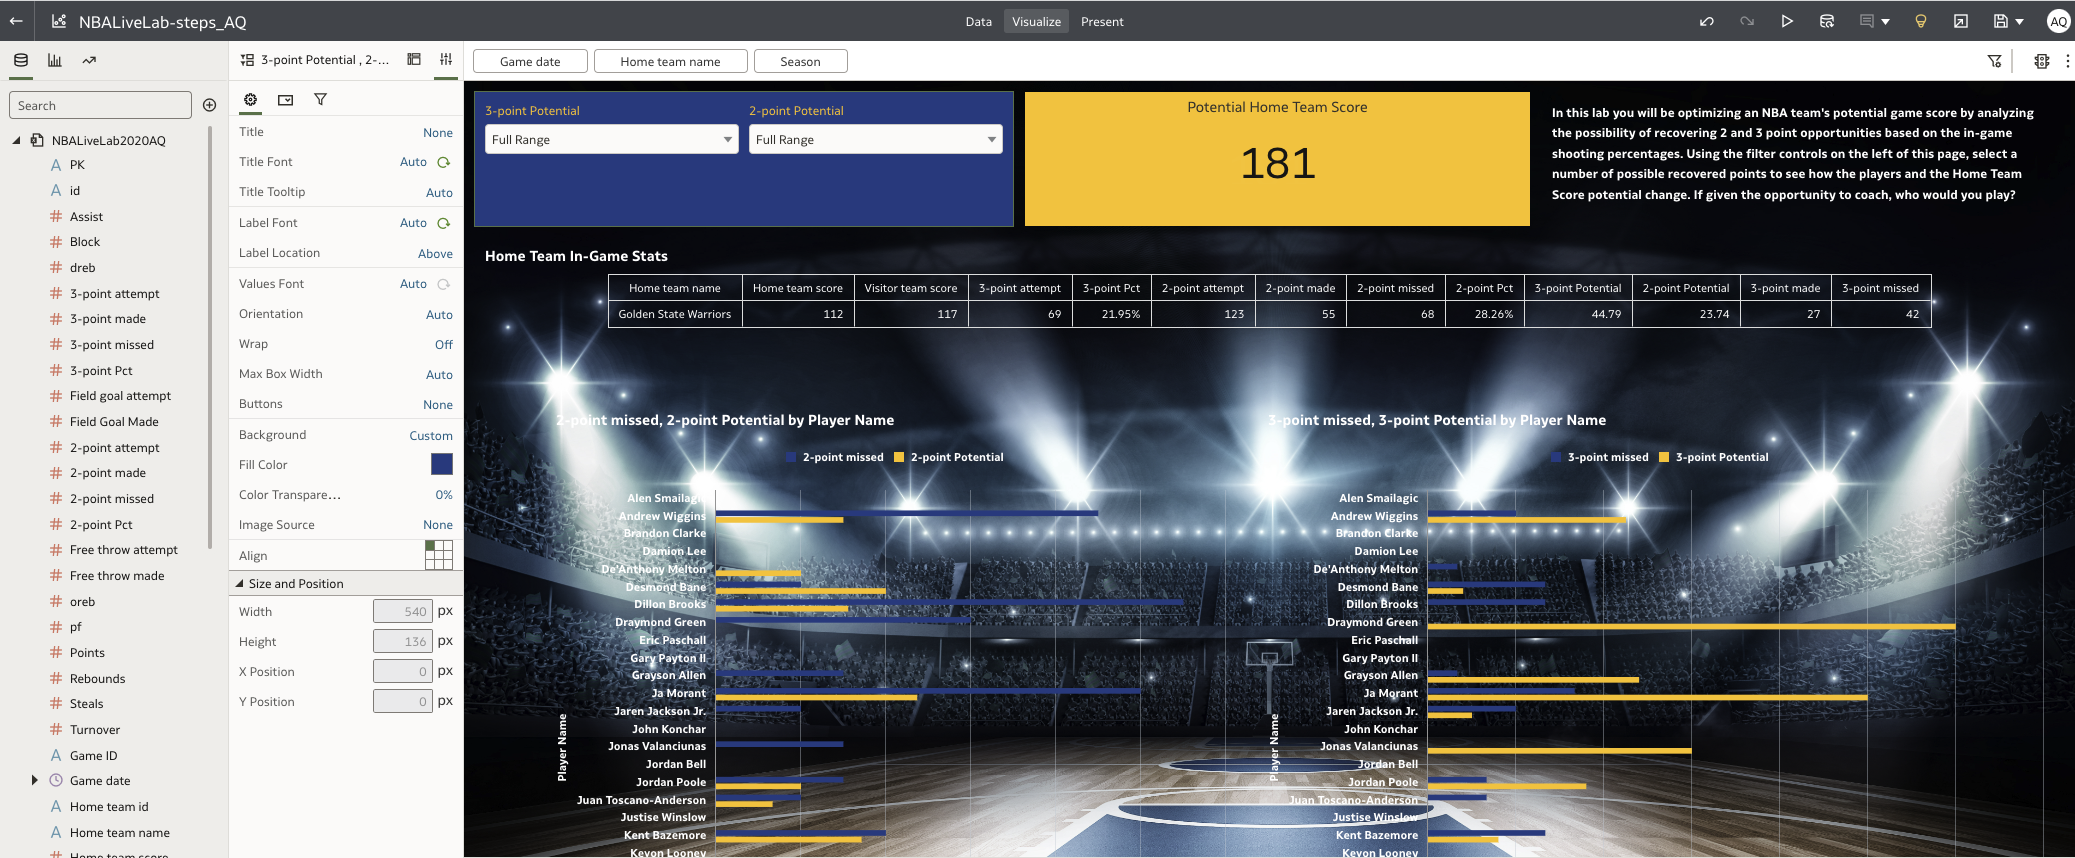 NBALiveLab-steps_AQ
Data Visualize Present
AQ
3-point Potential , 2-...
Game date Home team name Season
Search
NBALiveLab2020AQ
A PK
A id
# Assist
# Block
# dreb
# 3-point attempt
# 3-point made
# 3-point missed
# 3-point Pct
# Field goal attempt
# Field Goal Made
# 2-point attempt
# 2-point made
# 2-point missed
# 2-point Pct
# Free throw attempt
# Free throw made
# oreb
# pf
# Points
# Rebounds
# Steals
# Turnover
A Game ID
Game date
A Home team id
A Home team name
# Home team score
Title None
Title Font Auto
Title Tooltip Auto
Label Font Auto
Label Location Above
Values Font Auto
Orientation Auto
Wrap Off
Max Box Width Auto
Buttons None
Background Custom
Fill Color
Color Transpare... 0%
Image Source None
Align
Size and Position
Width 540 px
Height 136 px
X Position 0 px
Y Position 0 px
3-point Potential 2-point Potential
Full Range Full Range
Potential Home Team Score
181
In this lab you will be optimizing an NBA team's potential game score by analyzing
the possibility of recovering 2 and 3 point opportunities based on the in-game
shooting percentages. Using the filter controls on the left of this page, select a
number of possible recovered points to see how the players and the Home Team
Score potential change. If given the opportunity to coach, who would you play?
Home Team In-Game Stats
Home team name Home team score Visitor team score 3-point attempt 3-point Pct 2-point attempt 2-point made 2-point missed 2-point Pct 3-point Potential 2-point Potential 3-point made 3-point missed
Golden State Warriors 112 117 69 21.95% 123 55 68 28.26% 44.79 23.74 27 42
2-point missed, 2-point Potential by Player Name
2-point missed 2-point Potential
Player Name
Alen Smailagic
Andrew Wiggins
Brandon Clarke
Damion Lee
De'Anthony Melton
Desmond Bane
Dillon Brooks
Draymond Green
Eric Paschall
Gary Payton II
Grayson Allen
Ja Morant
Jaren Jackson Jr.
John Konchar
Jonas Valanciunas
Jordan Bell
Jordan Poole
Juan Toscano-Anderson
Justise Winslow
Kent Bazemore
Kevon Looney
3-point missed, 3-point Potential by Player Name
3-point missed 3-point Potential
Player Name
Alen Smailagic
Andrew Wiggins
Brandon Clarke
Damion Lee
De'Anthony Melton
Desmond Bane
Dillon Brooks
Draymond Green
Eric Paschall
Gary Payton II
Grayson Allen
Ja Morant
Jaren Jackson Jr.
John Konchar
Jonas Valanciunas
Jordan Bell
Jordan Poole
Juan Toscano-Anderson
Justise Winslow
Kent Bazemore
Kevon Looney